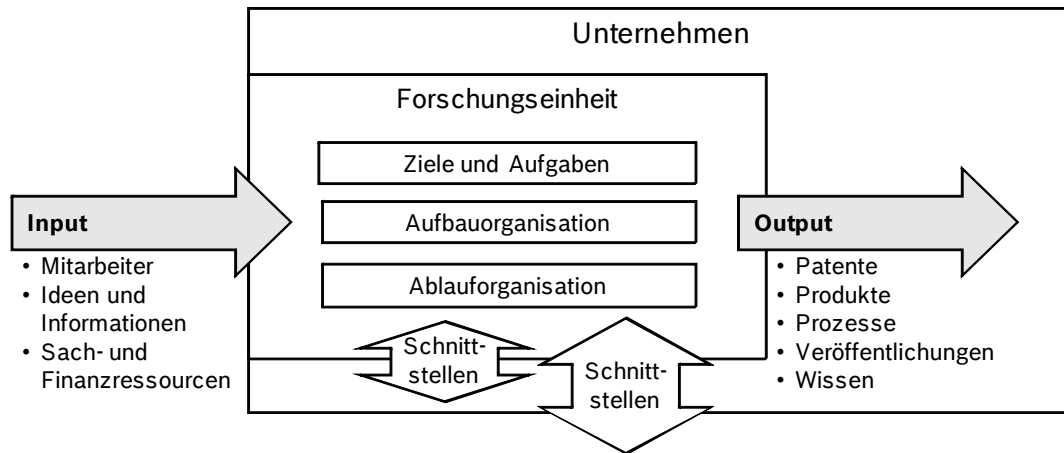 Unternehmen
Forschungseinheit
Ziele und Aufgaben
Aufbauorganisation
Ablauforganisation
Input
• Mitarbeiter
• Ideen und
Informationen
• Sach- und
Finanzressourcen
Schnitt-
stellen
Schnitt-
stellen
Output
• Patente
• Produkte
• Prozesse
• Veröffentlichungen
• Wissen